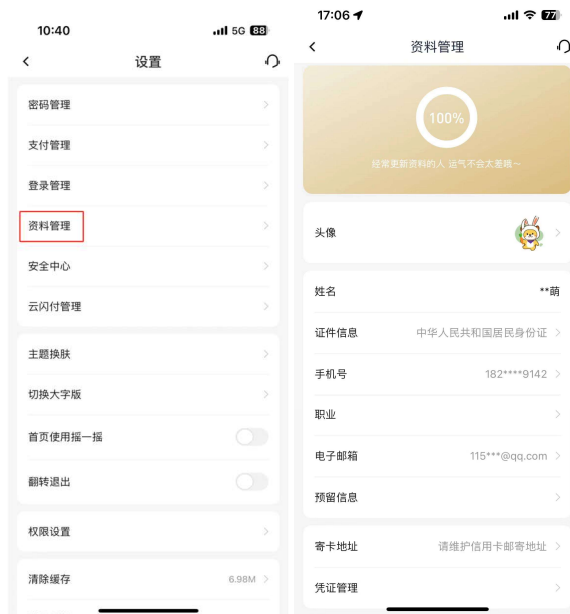 10:40
5G 88
设置
密码管理
支付管理
登录管理
资料管理
安全中心
云闪付管理
主题换肤
切换大字版
首页使用摇一摇
翻转退出
权限设置
清除缓存 6.98M
17:06
77
资料管理
100%
经常更新资料的人 运气不会太差哦~
头像
姓名 **萌
证件信息 中华人民共和国居民身份证
手机号 182****9142
职业
电子邮箱 115***@qq.com
预留信息
寄卡地址 请维护信用卡邮寄地址
凭证管理